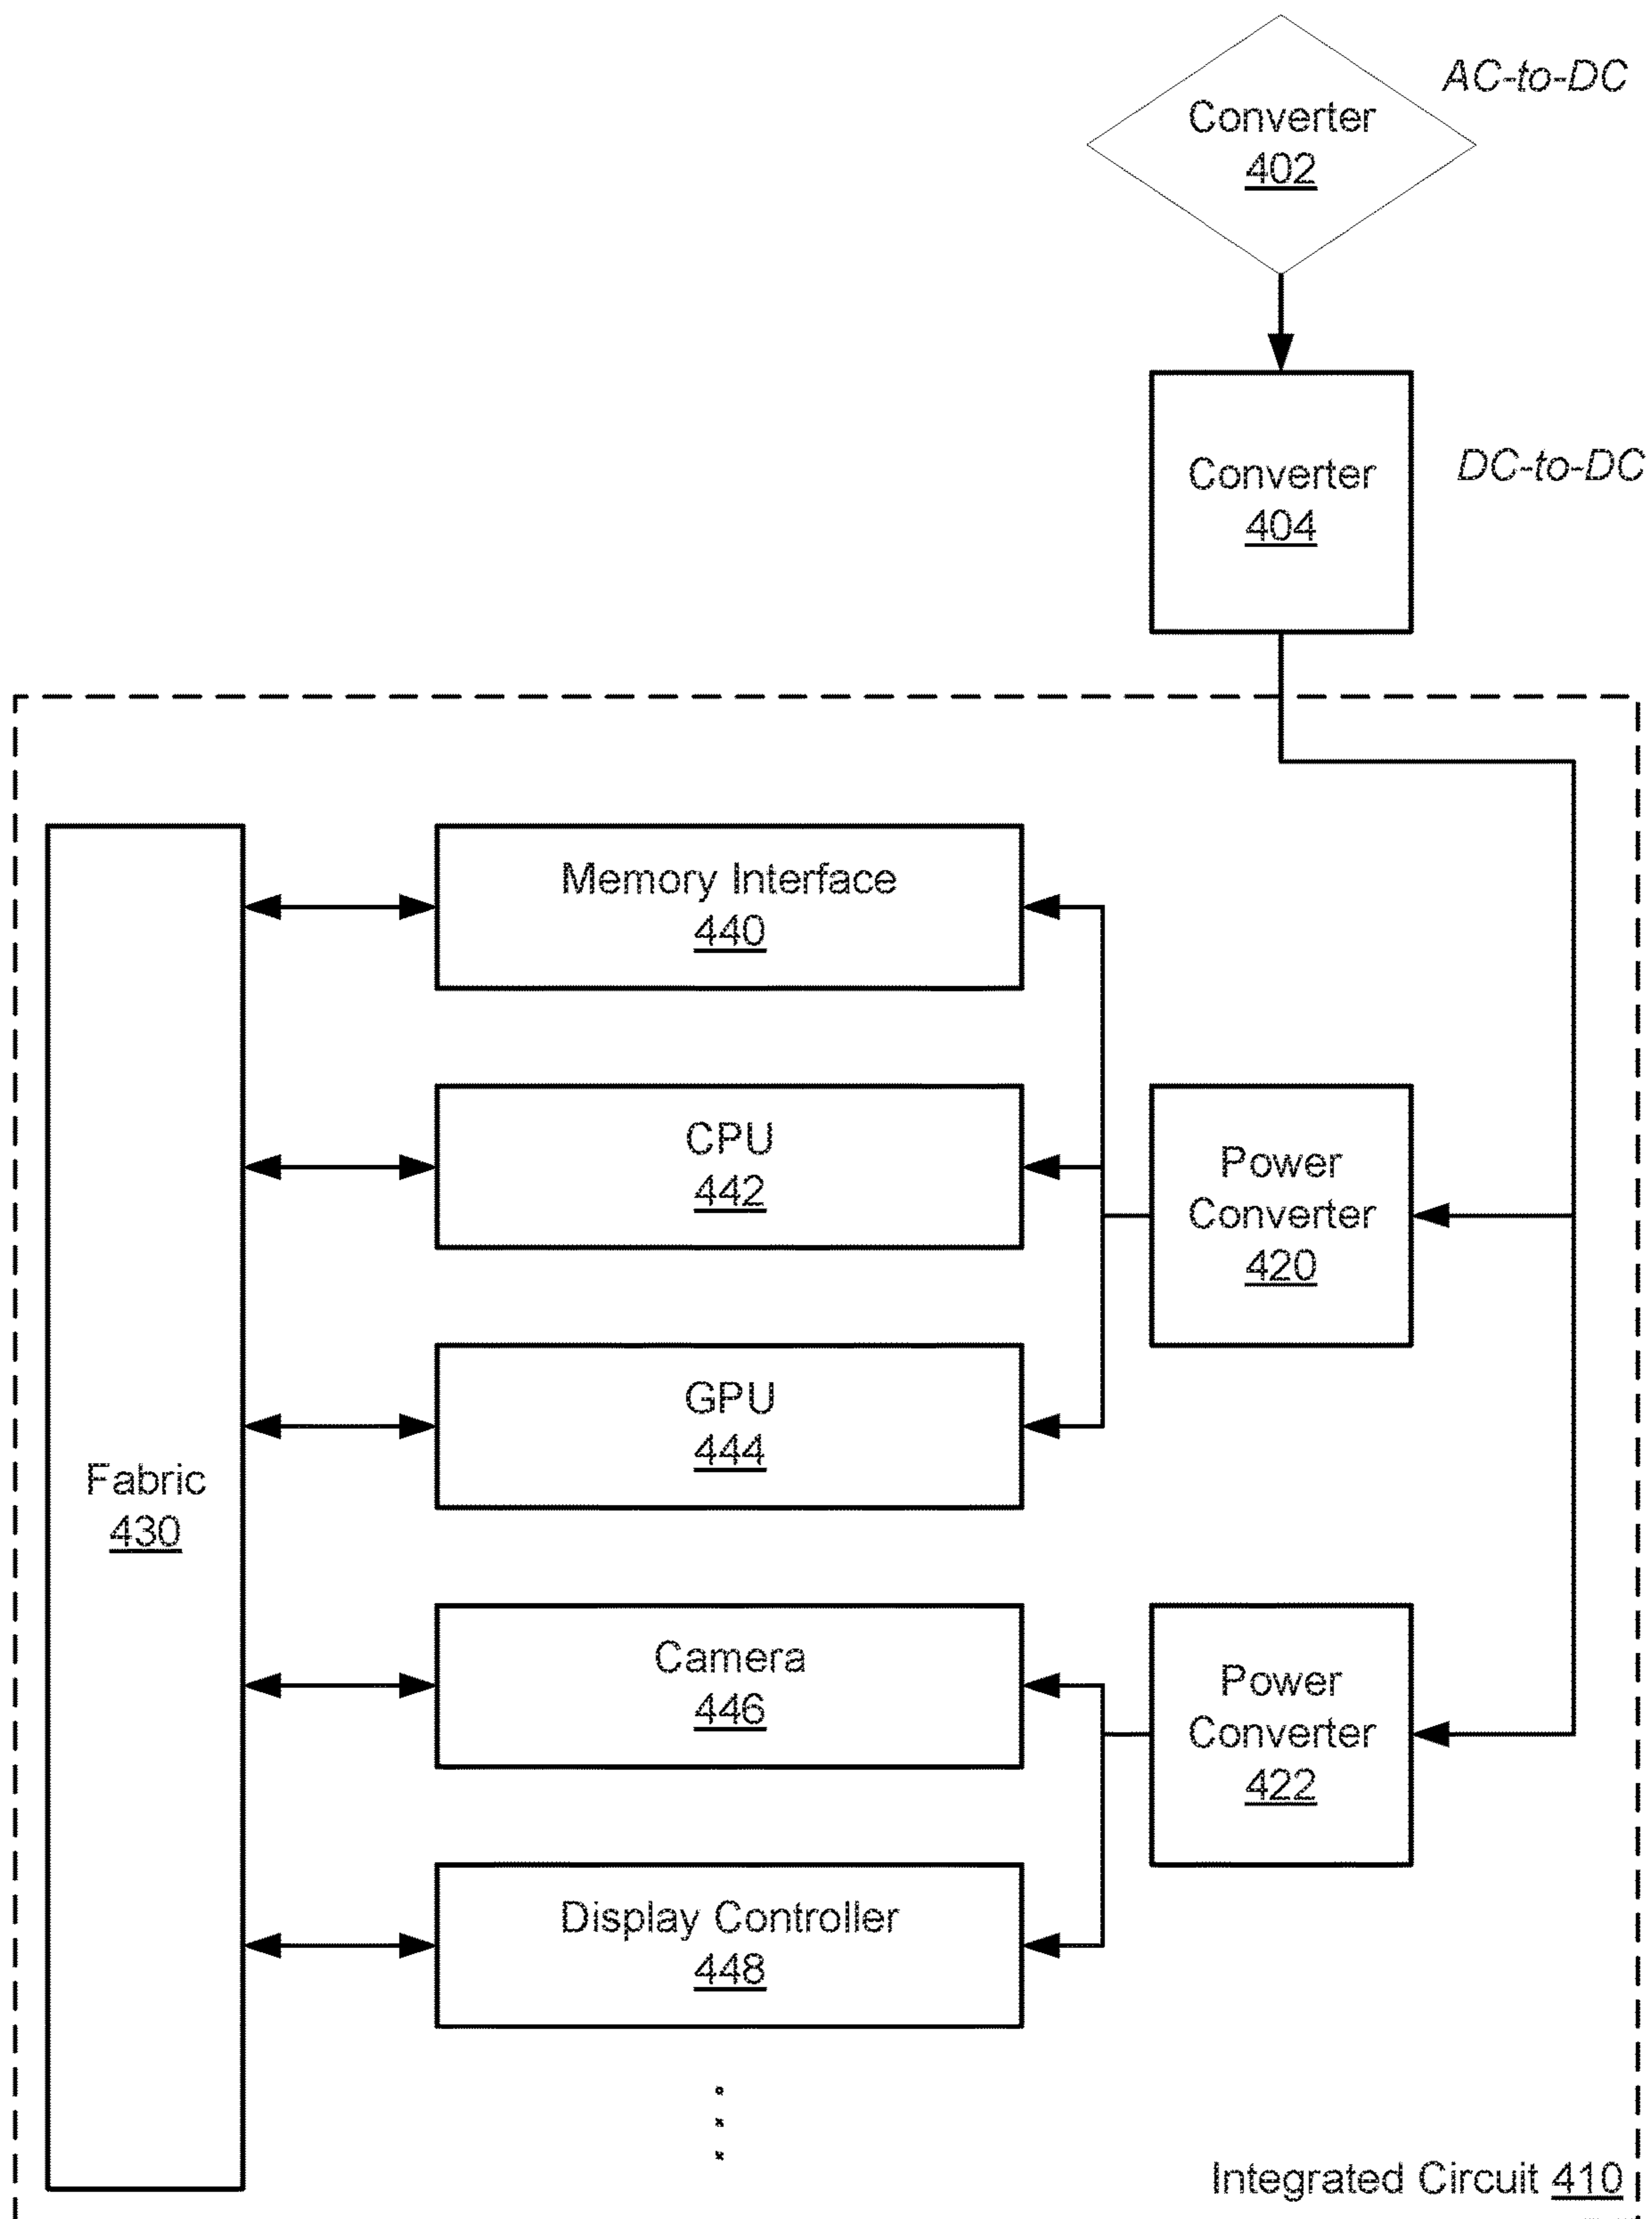 AC-to-DC
Converter
402
DC-to-DC
Converter
404
Memory Interface
440
CPU
442
Power
Converter
420
GPU
444
Fabric
430
Camera
446
Power
Converter
422
Display Controller
448
Integrated Circuit 410